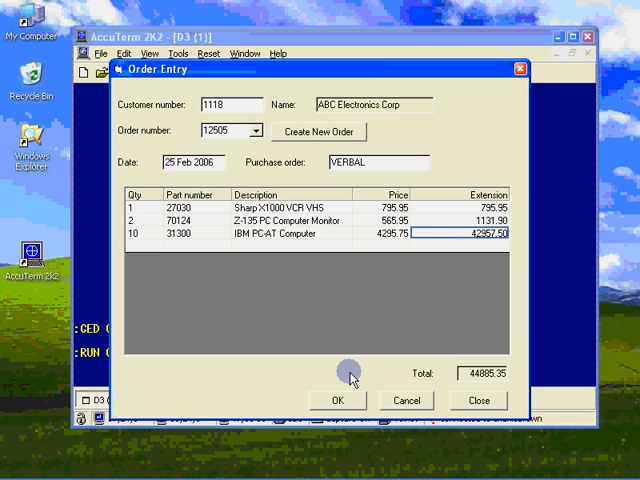 My Computer
Recycle Bin
Windows
Explorer
AccuTerm 2k2
AccuTerm 2K2 - [D3 (1)]
File Edit View Tools Reset Window Help
Order Entry
Customer number: 1118 Name: ABC Electronics Corp
Order number: 12505 Create New Order
Date: 25 Feb 2006 Purchase order: VERBAL
Qty Part number Description Price Extension
1 27030 Sharp X1000 VCR VHS 795.95 795.95
2 70124 Z-135 PC Computer Monitor 565.95 1131.90
10 31300 IBM PC-AT Computer 4295.75 42957.50
:CED
:RUN
Total: 44885.35
OK Cancel Close
D3